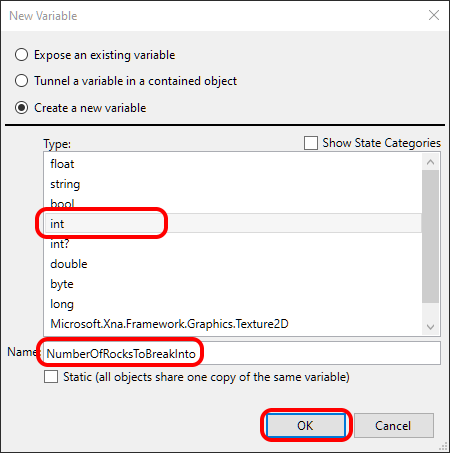 New Variable
Expose an existing variable
Tunnel a variable in a contained object
Create a new variable
Type:
Show State Categories
float
string
bool
int
int?
double
byte
long
Microsoft.Xna.Framework.Graphics.Texture2D
Name: NumberOfRocksToBreakInto
Static (all objects share one copy of the same variable)
OK Cancel